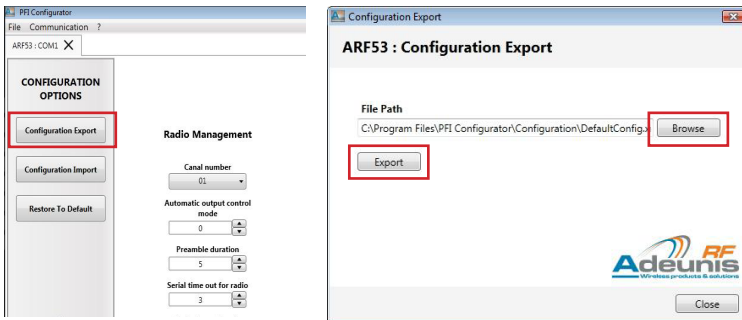 PFI Configurator
File Communication ?
ARF53 : COM1 X
CONFIGURATION
OPTIONS
Configuration Export
Configuration Import
Restore To Default
Radio Management
Canal number
01
Automatic output control
mode
0
Preamble duration
5
Serial time out for radio
3
Configuration Export
ARF53 : Configuration Export
File Path
C:\Program Files\PFI Configurator\Configuration\DefaultConfig.x
Browse
Export
Adeunis RF
Wireless products & solutions
Close